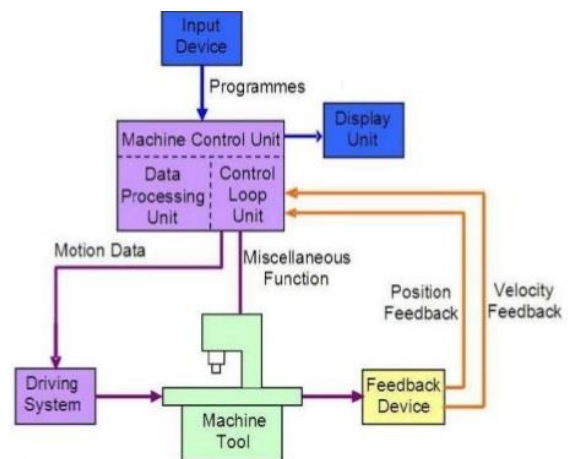 Input
Device
Programmes
Machine Control Unit
Display
Unit
Data
Processing
Unit
Control
Loop
Unit
Motion Data
Miscellaneous
Function
Position
Feedback
Velocity
Feedback
Driving
System
Machine
Tool
Feedback
Device